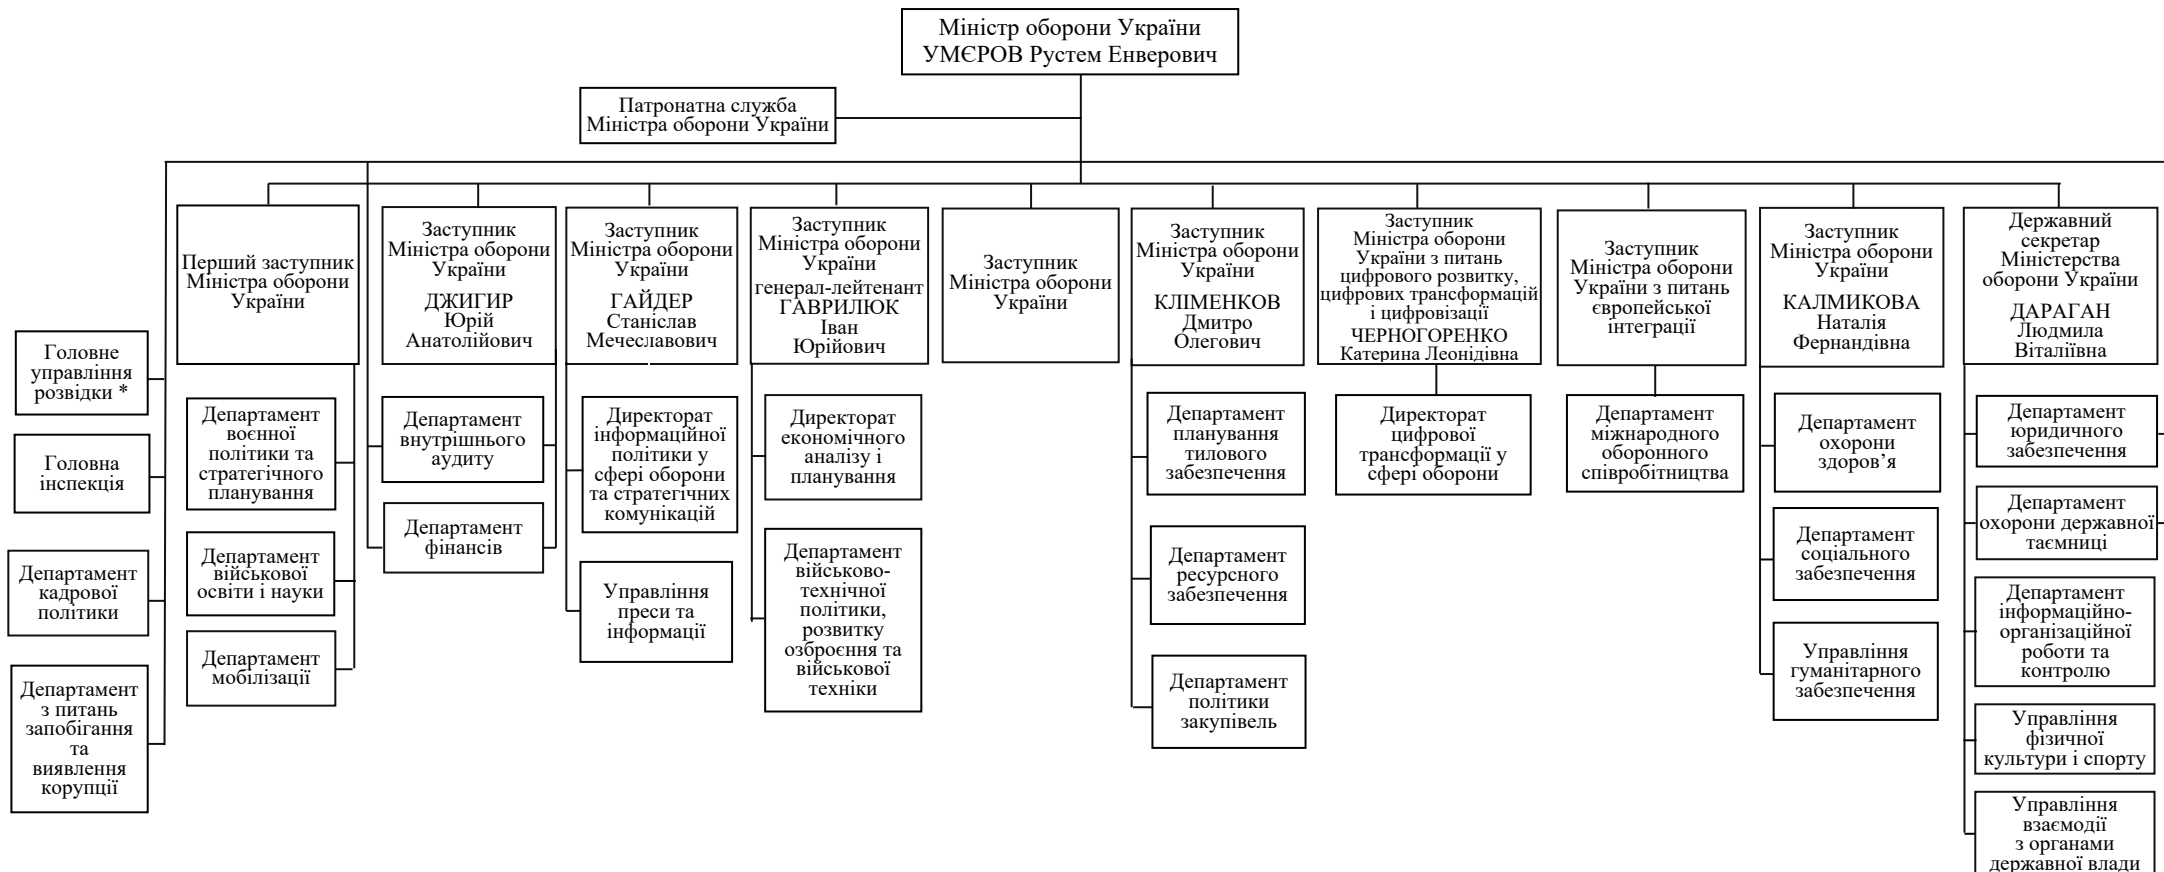 Міністр оборони України
УМЄРОВ Рустем Енверович
Патронатна служба
Міністра оборони України
Перший заступник
Міністра оборони
України
Заступник
Міністра оборони
України
ДЖИГИР
Юрій
Анатолійович
Заступник
Міністра оборони
України
ГАЙДЕР
Станіслав
Мечеславович
Заступник
Міністра оборони
України
генерал-лейтенант
ГАВРИЛЮК
Іван
Юрійович
Заступник
Міністра оборони
України
Заступник
Міністра оборони
України
КЛІМЕНКОВ
Дмитро
Олегович
Заступник
Міністра оборони
України з питань
цифрового розвитку,
цифрових трансформацій
і цифровізації
ЧЕРНОГОРЕНКО
Катерина Леонідівна
Заступник
Міністра оборони
України з питань
європейської
інтеграції
Заступник
Міністра оборони
України
КАЛМИКОВА
Наталія
Фернандівна
Державний
секретар
Міністерства
оборони України
ДАРАГАН
Людмила
Віталіївна
Головне
управління
розвідки *
Головна
інспекція
Департамент
кадрової
політики
Департамент
з питань
запобігання
та
виявлення
корупції
Департамент
воєнної
політики та
стратегічного
планування
Департамент
військової
освіти і науки
Департамент
мобілізації
Департамент
внутрішнього
аудиту
Департамент
фінансів
Директорат
інформаційної
політики у
сфері оборони
та стратегічних
комунікацій
Управління
преси та
інформації
Директорат
економічного
аналізу і
планування
Департамент
військово-
технічної
політики,
розвитку
озброєння та
військової
техніки
Департамент
планування
тилового
забезпечення
Департамент
ресурсного
забезпечення
Департамент
політики
закупівель
Директорат
цифрової
трансформації у
сфері оборони
Департамент
міжнародного
оборонного
співробітництва
Департамент
охорони
здоров’я
Департамент
соціального
забезпечення
Управління
гуманітарного
забезпечення
Департамент
юридичного
забезпечення
Департамент
охорони державної
таємниці
Департамент
інформаційно-
організаційної
роботи та
контролю
Управління
фізичної
культури і спорту
Управління
взаємодії
з органами
державної влади